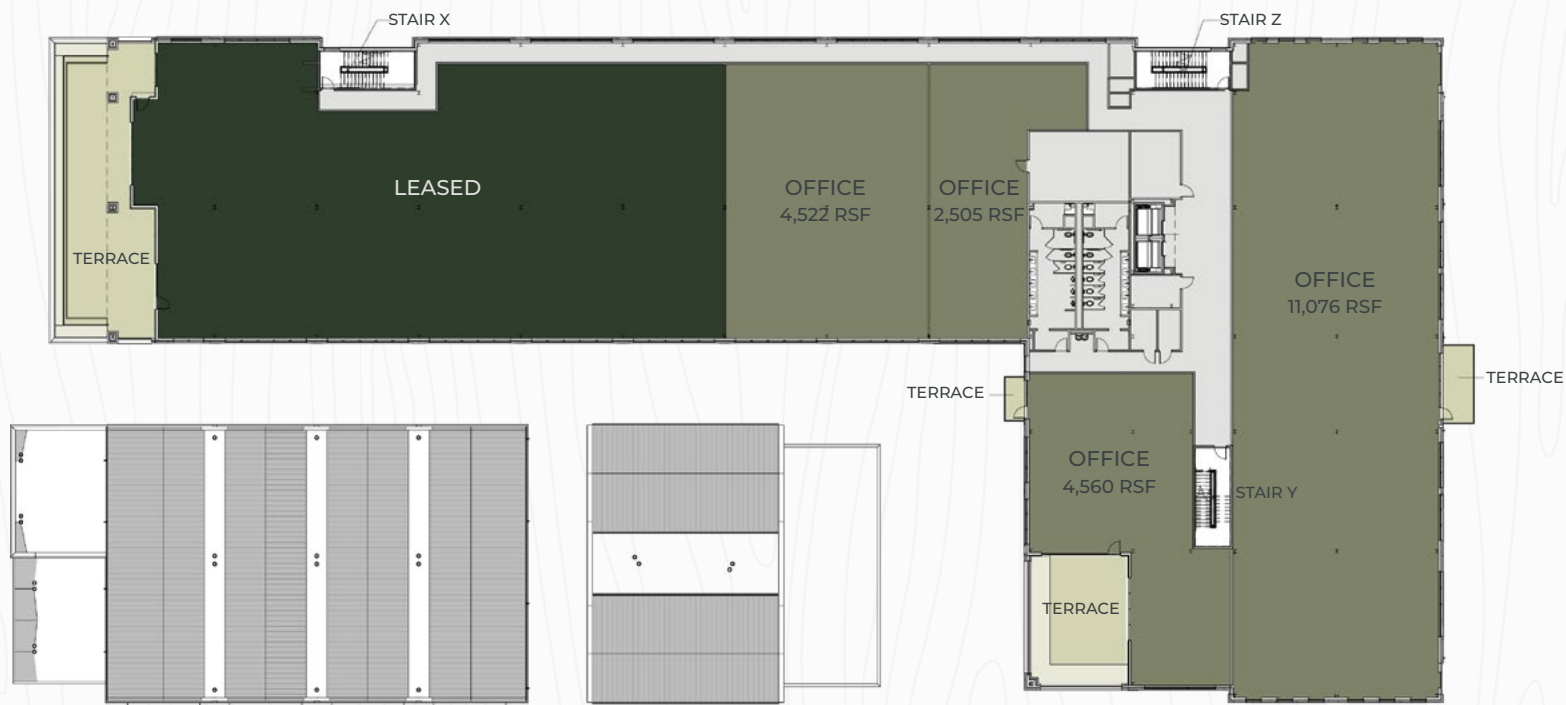 STAIR X
STAIR Z
LEASED
OFFICE
4,522 RSF
OFFICE
2,505 RSF
TERRACE
OFFICE
11,076 RSF
TERRACE
TERRACE
OFFICE
4,560 RSF
STAIR Y
TERRACE